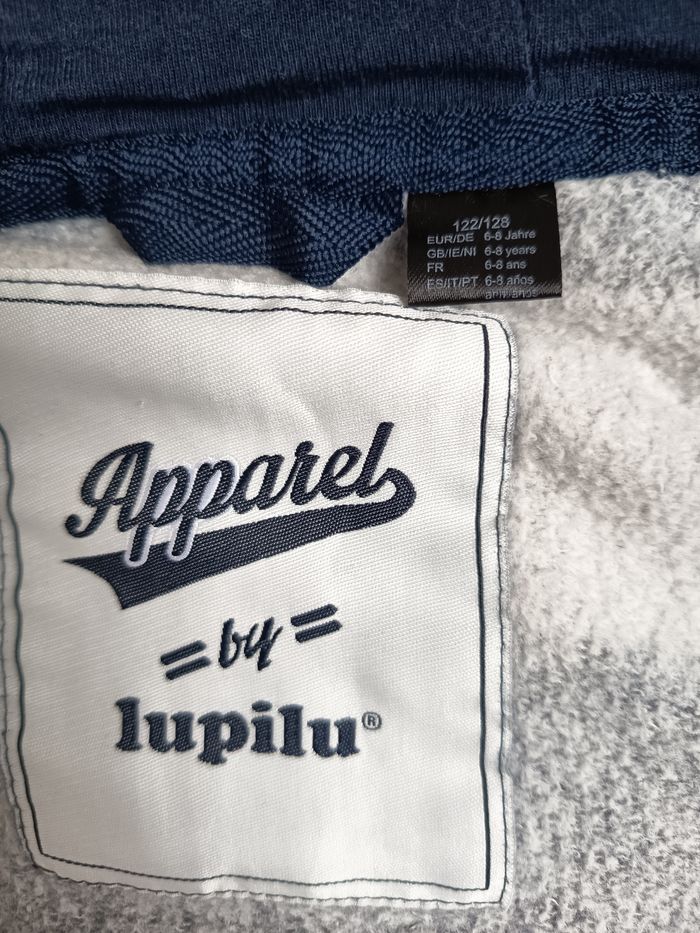 122/128
EUR/DE 6-8 Jahre
GB/IE/NI 6-8 years
FR 6-8 ans
ES/IT/PT 6-8 años
Apparel
= by =
lupilu®